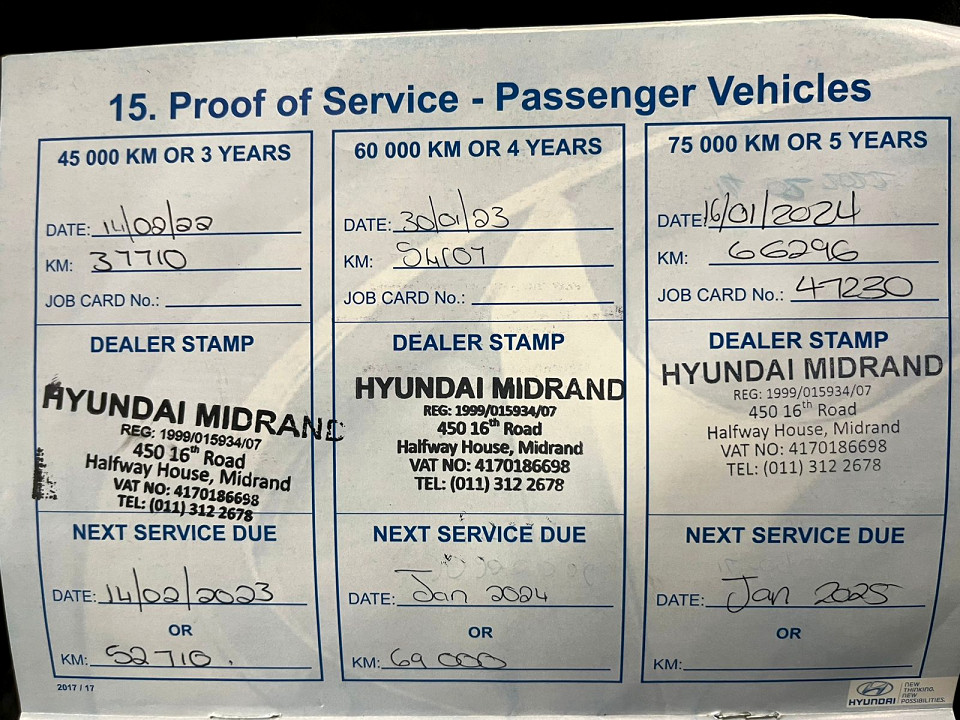 15. Proof of Service - Passenger Vehicles
45 000 KM OR 3 YEARS
DATE: 14/02/22
KM: 37710
JOB CARD No.:
DEALER STAMP
HYUNDAI MIDRAND
REG: 1999/015934/07
450 16th Road
Halfway House, Midrand
VAT NO: 4170186698
TEL: (011) 312 2678
NEXT SERVICE DUE
DATE: 14/02/2023
OR
KM: 52710.
2017 / 17
60 000 KM OR 4 YEARS
DATE: 30/01/23
KM:
JOB CARD No.:
DEALER STAMP
HYUNDAI MIDRAND
REG: 1999/015934/07
450 16th Road
Halfway House, Midrand
VAT NO: 4170186698
TEL: (011) 312 2678
NEXT SERVICE DUE
DATE: Jan 2024
OR
KM: 69 000
75 000 KM OR 5 YEARS
DATE: 16/01/2024
KM: 66296
JOB CARD No.: 47230
DEALER STAMP
HYUNDAI MIDRAND
REG: 1999/015934/07
450 16th Road
Halfway House, Midrand
VAT NO: 4170186698
TEL: (011) 312 2678
NEXT SERVICE DUE
DATE: Jan 2025
OR
KM:
HYUNDAI
NEW THINKING.
NEW POSSIBILITIES.